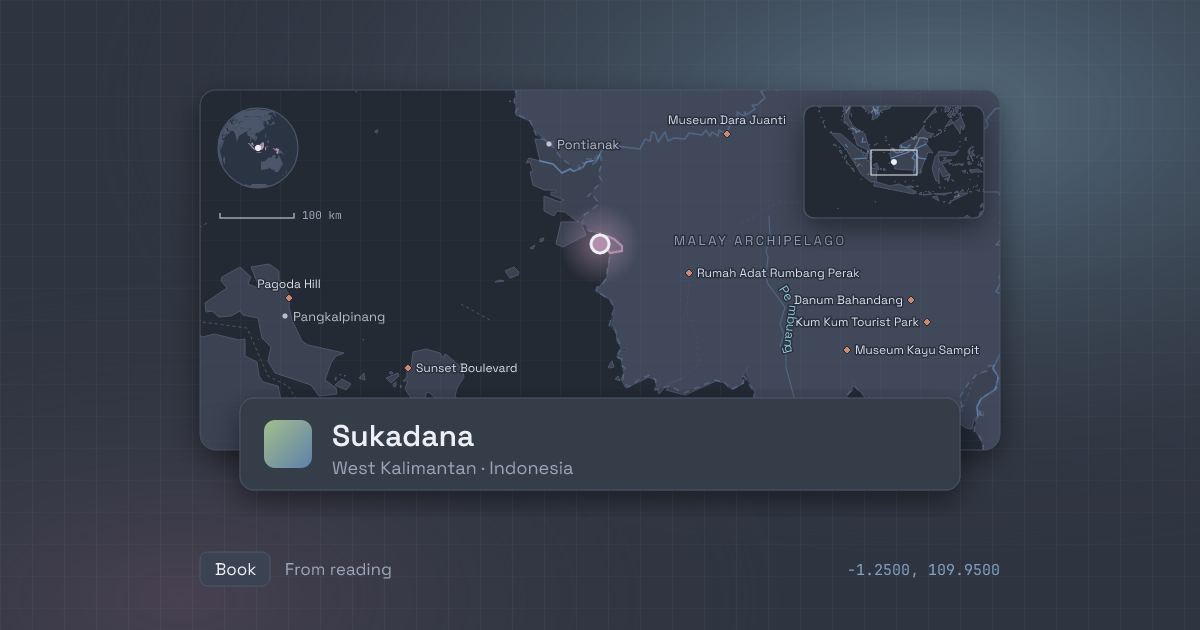 Museum Dara Juanti
Pontianak
100 km
MALAY ARCHIPELAGO
Rumah Adat Rumbang Perak
Pagoda Hill
Danum Bahandang
Pembuang
Pangkalpinang
Kum Kum Tourist Park
Museum Kayu Sampit
Sunset Boulevard
Sukadana
West Kalimantan · Indonesia
Book
From reading
-1.2500, 109.9500